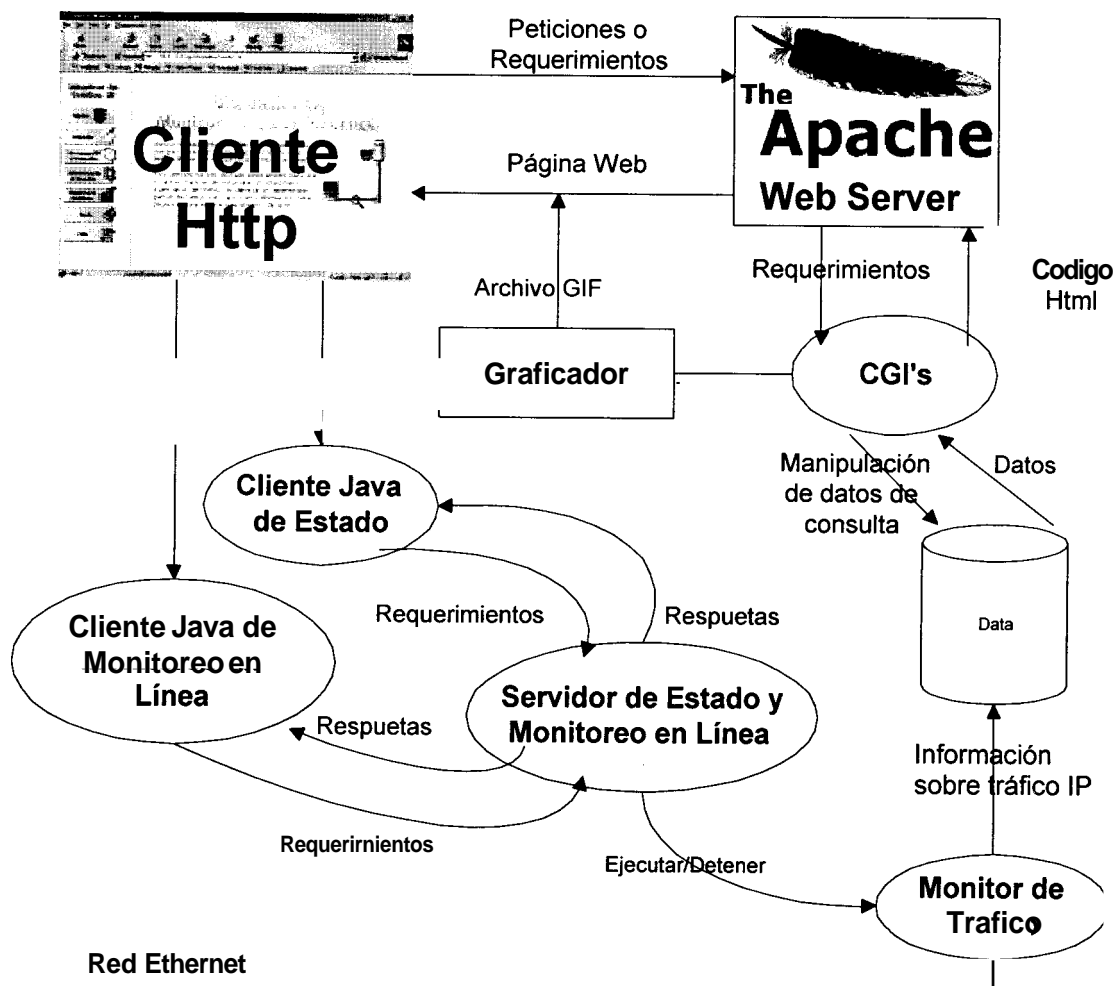 Peticiones o
Requerimientos
Cliente
Http
The
Apache
Web Server
Página Web
Archivo GIF
Requerimientos
Codigo
Html
Graficador
CGI's
Manipulación
de datos de
consulta
Datos
Cliente Java
de Estado
Requerimientos
Respuetas
Data
Cliente Java de
Monitoreo en
Línea
Servidor de Estado y
Monitoreo en Línea
Respuetas
Información
sobre tráfico IP
Requerirnientos
Ejecutar/Detener
Monitor de
Trafico
Red Ethernet